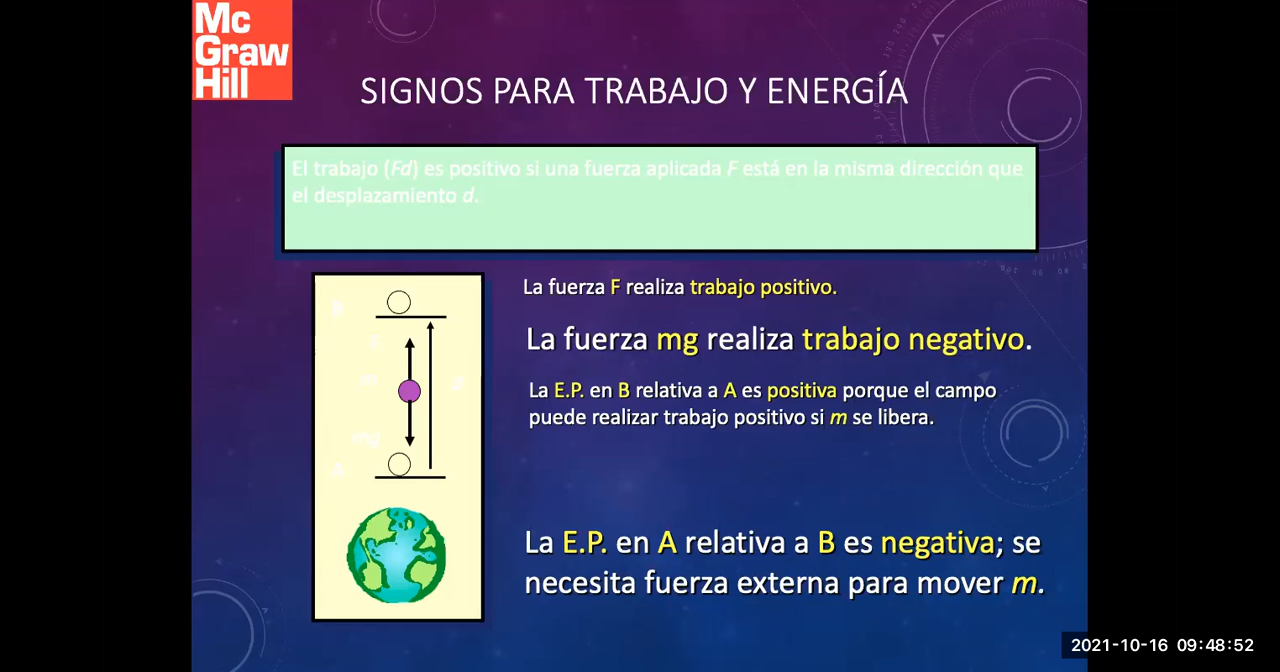 Mc
Graw
Hill
SIGNOS PARA TRABAJO Y ENERGÍA
El trabajo (Fd) es positivo si una fuerza aplicada F está en la misma dirección que
el desplazamiento d.
B
F
m
d
mg
A
La fuerza F realiza trabajo positivo.
La fuerza mg realiza trabajo negativo.
La E.P. en B relativa a A es positiva porque el campo
puede realizar trabajo positivo si m se libera.
La E.P. en A relativa a B es negativa; se
necesita fuerza externa para mover m.
2021-10-16 09:48:52